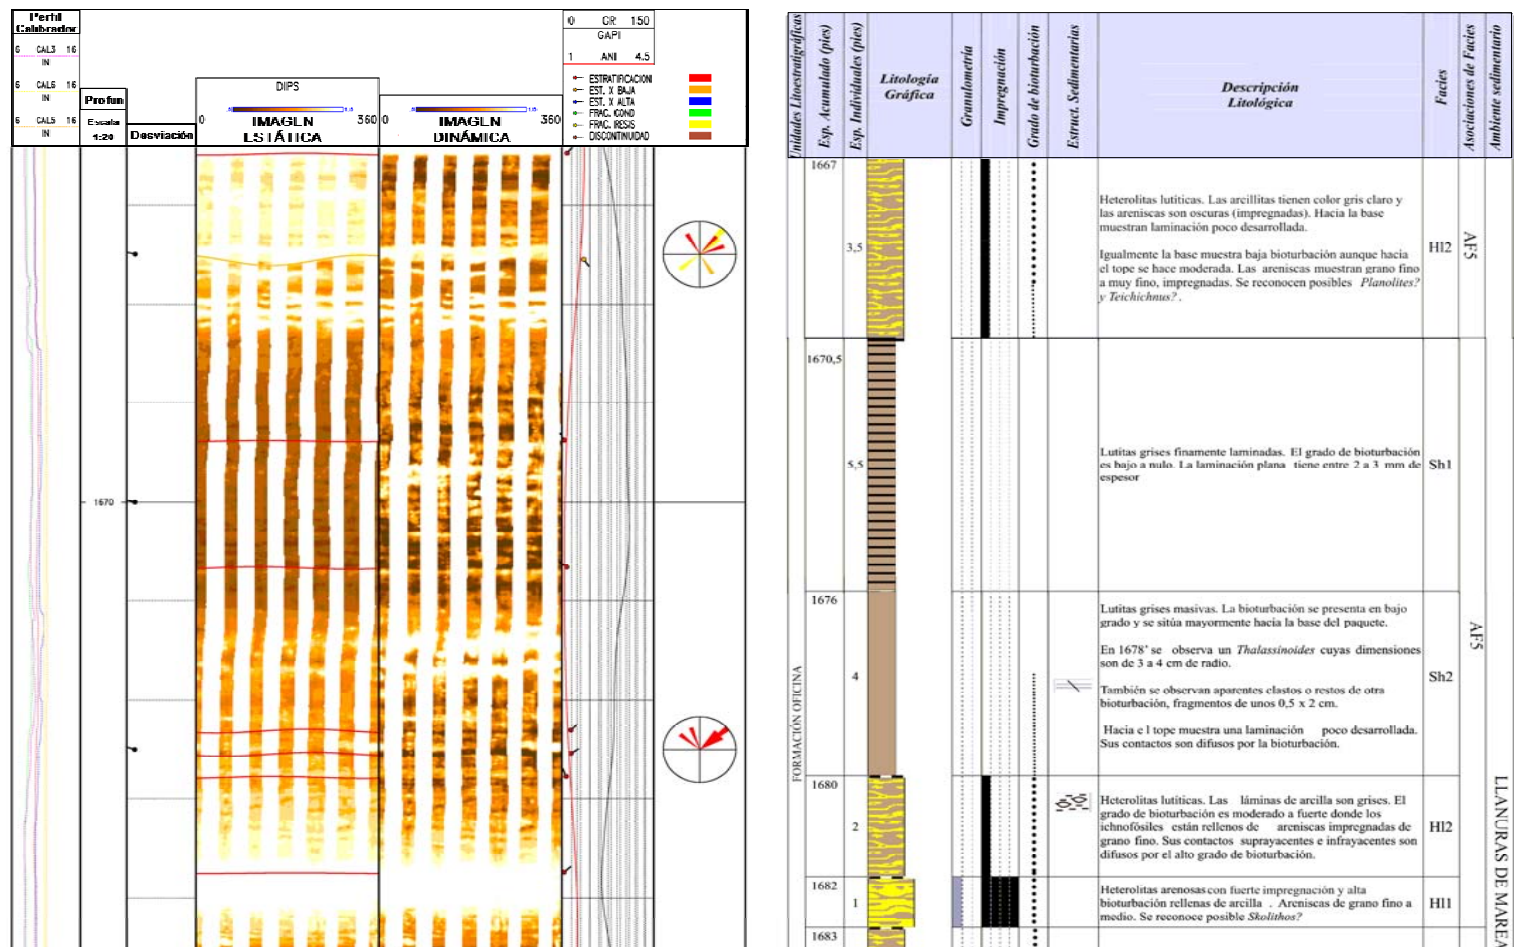 Perfil
Calibrador
6 CAL3 16
IN
6 CAL6 16
IN
6 CAL5 16
IN
Profun
Escala
1:20
Desviación
DIPS
0 360
IMAGEN
ESTÁTICA
0 360
IMAGEN
DINÁMICA
0 GR 150
GAPI
1 ANI 4.5
ESTRATIFICACION
EST. X BAJA
EST. X ALTA
FRAC. COND
FRAC. RESIS
DISCONTINUIDAD
1670
Unidades Litoestratigráficas
Esp. Acumulado (pies)
Esp. Individuales (pies)
Litología
Gráfica
Granulometría
Impregnación
Grado de bioturbación
Estruct. Sedimentarias
Descripción
Litológica
Facies
Asociaciones de Facies
Ambiente sedimentario
1667
3,5
Heterolitas lutíticas. Las arcillitas tienen color gris claro y
las areniscas son oscuras (impregnadas). Hacia la base
muestran laminación poco desarrollada.
Igualmente la base muestra baja bioturbación aunque hacia
el tope se hace moderada. Las areniscas muestran grano fino
a muy fino, impregnadas. Se reconocen posibles Planolites?
y Teichichnus? .
Hl2
AF5
1670,5
5,5
Lutitas grises finamente laminadas. El grado de bioturbación
es bajo a nulo. La laminación plana tiene entre 2 a 3 mm de
espesor
Sh1
1676
4
Lutitas grises masivas. La bioturbación se presenta en bajo
grado y se sitúa mayormente hacia la base del paquete.
En 1678' se observa un Thalassinoides cuyas dimensiones
son de 3 a 4 cm de radio.
También se observan aparentes clastos o restos de otra
bioturbación, fragmentos de unos 0,5 x 2 cm.
Hacia e l tope muestra una laminación poco desarrollada.
Sus contactos son difusos por la bioturbación.
Sh2
AF5
FORMACIÓN OFICINA
1680
2
Heterolitas lutíticas. Las láminas de arcilla son grises. El
grado de bioturbación es moderado a fuerte donde los
ichnofósiles están rellenos de areniscas impregnadas de
grano fino. Sus contactos suprayacentes e infrayacentes son
difusos por el alto grado de bioturbación.
Hl2
1682
1
Heterolitas arenosas con fuerte impregnación y alta
bioturbación rellenas de arcilla . Areniscas de grano fino a
medio. Se reconoce posible Skolithos?
Hl1
1683
LLANURAS DE MAREA